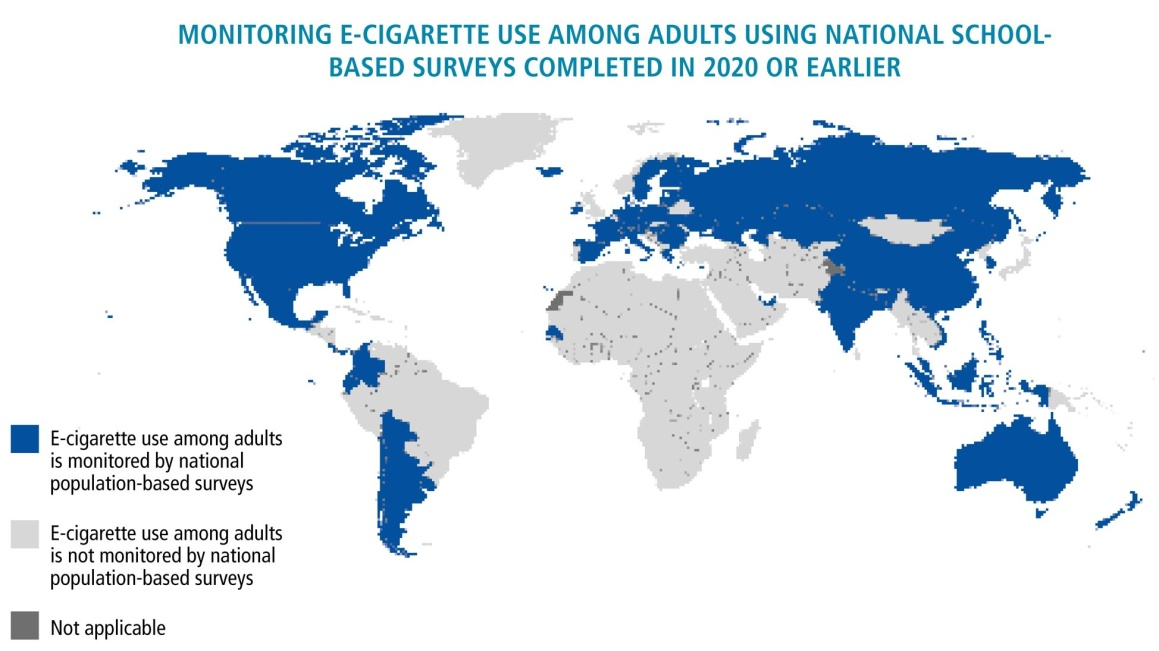 MONITORING E-CIGARETTE USE AMONG ADULTS USING NATIONAL SCHOOL-
BASED SURVEYS COMPLETED IN 2020 OR EARLIER
E-cigarette use among adults
is monitored by national
population-based surveys
E-cigarette use among adults
is not monitored by national
population-based surveys
Not applicable